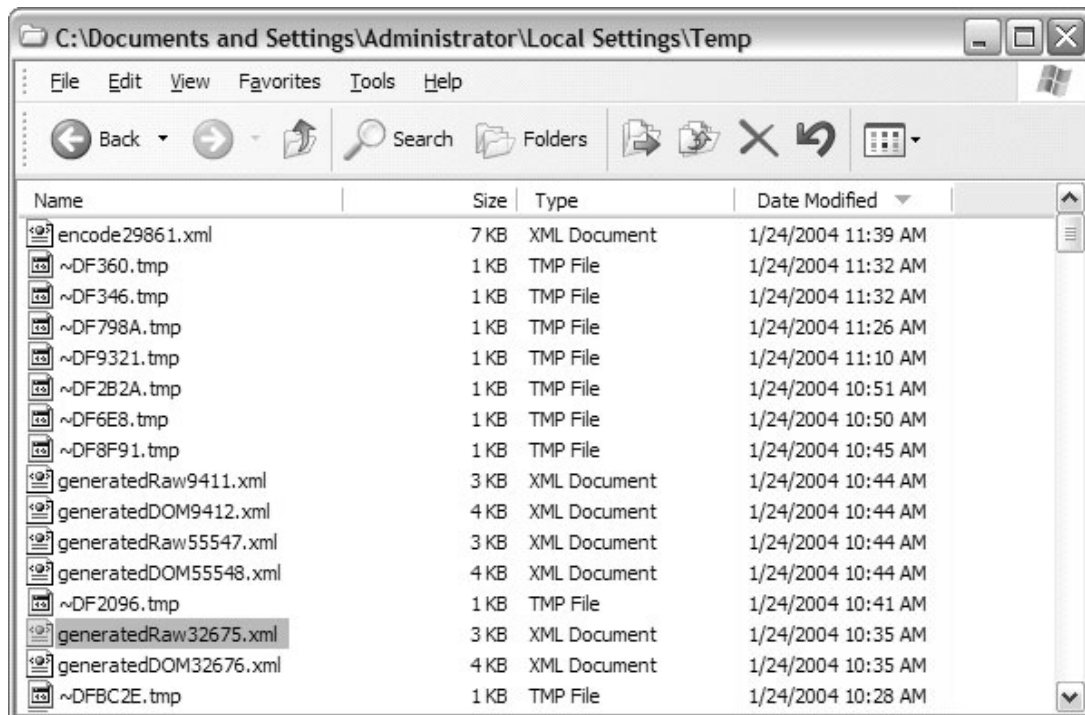 C:\Documents and Settings\Administrator\Local Settings\Temp
File Edit View Favorites Tools Help
Back Search Folders
Name Size Type Date Modified
encode29861.xml 7 KB XML Document 1/24/2004 11:39 AM
~DF360.tmp 1 KB TMP File 1/24/2004 11:32 AM
~DF346.tmp 1 KB TMP File 1/24/2004 11:32 AM
~DF798A.tmp 1 KB TMP File 1/24/2004 11:26 AM
~DF9321.tmp 1 KB TMP File 1/24/2004 11:10 AM
~DF2B2A.tmp 1 KB TMP File 1/24/2004 10:51 AM
~DF6E8.tmp 1 KB TMP File 1/24/2004 10:50 AM
~DF8F91.tmp 1 KB TMP File 1/24/2004 10:45 AM
generatedRaw9411.xml 3 KB XML Document 1/24/2004 10:44 AM
generatedDOM9412.xml 4 KB XML Document 1/24/2004 10:44 AM
generatedRaw55547.xml 3 KB XML Document 1/24/2004 10:44 AM
generatedDOM55548.xml 4 KB XML Document 1/24/2004 10:44 AM
~DF2096.tmp 1 KB TMP File 1/24/2004 10:41 AM
generatedRaw32675.xml 3 KB XML Document 1/24/2004 10:35 AM
generatedDOM32676.xml 4 KB XML Document 1/24/2004 10:35 AM
~DFBC2E.tmp 1 KB TMP File 1/24/2004 10:28 AM